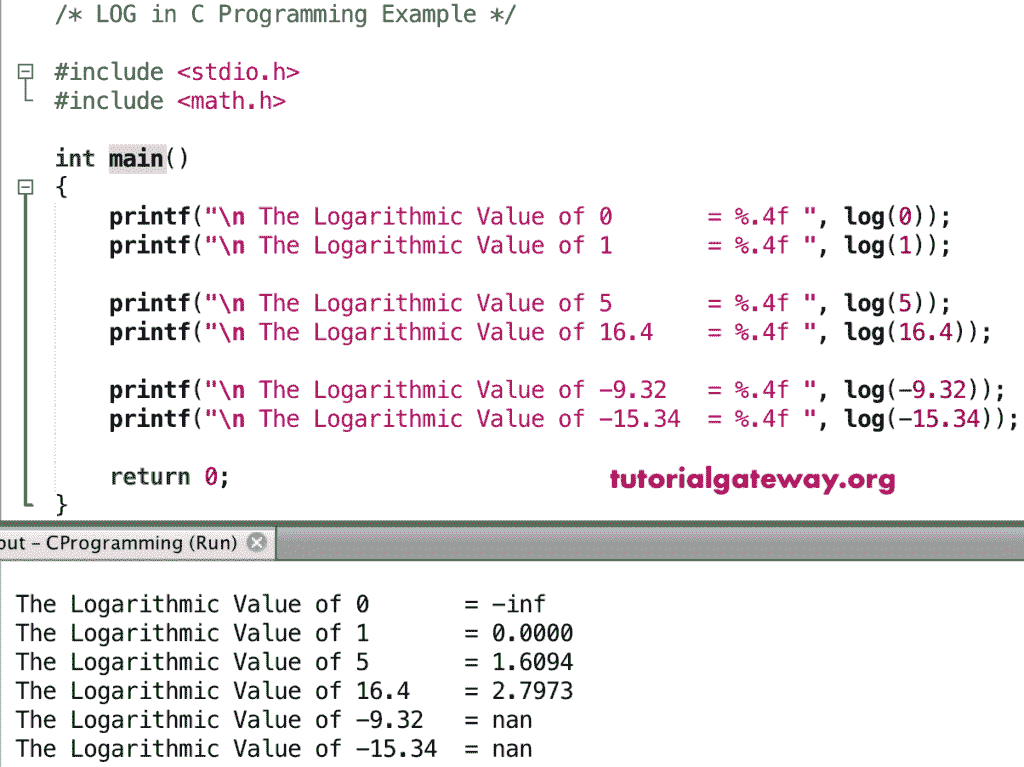 /* LOG in C Programming Example */
#include <stdio.h>
#include <math.h>
int main()
{
printf("\n The Logarithmic Value of 0       = %.4f ", log(0));
printf("\n The Logarithmic Value of 1       = %.4f ", log(1));
printf("\n The Logarithmic Value of 5       = %.4f ", log(5));
printf("\n The Logarithmic Value of 16.4    = %.4f ", log(16.4));
printf("\n The Logarithmic Value of -9.32   = %.4f ", log(-9.32));
printf("\n The Logarithmic Value of -15.34  = %.4f ", log(-15.34));
return 0;
tutorialgateway.org
}
out - CProgramming (Run)
The Logarithmic Value of 0       = -inf
The Logarithmic Value of 1       = 0.0000
The Logarithmic Value of 5       = 1.6094
The Logarithmic Value of 16.4    = 2.7973
The Logarithmic Value of -9.32   = nan
The Logarithmic Value of -15.34  = nan